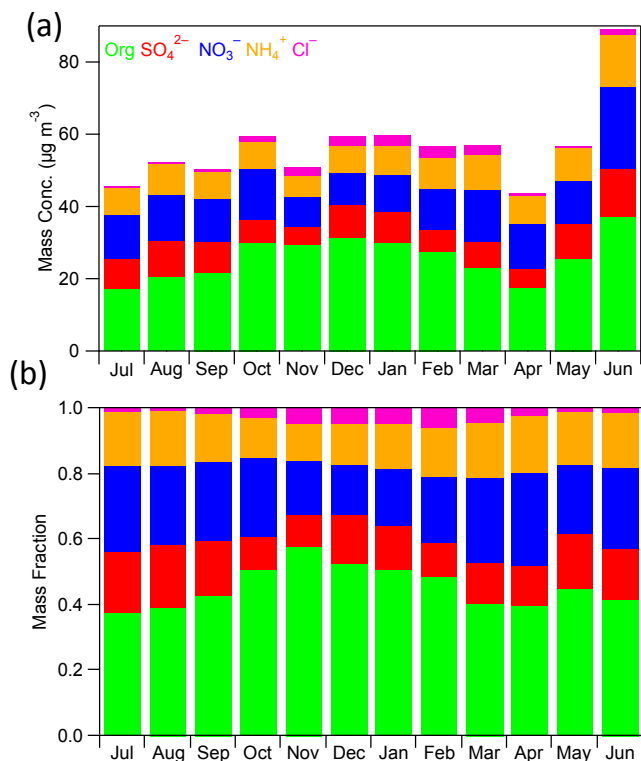 (a)
Org SO₄²⁻ NO₃⁻ NH₄⁺ Cl⁻
Mass Conc. (µg m⁻³)
80
60
40
20
0
Jul Aug Sep Oct Nov Dec Jan Feb Mar Apr May Jun
(b)
Mass Fraction
1.0
0.8
0.6
0.4
0.2
0.0
Jul Aug Sep Oct Nov Dec Jan Feb Mar Apr May Jun